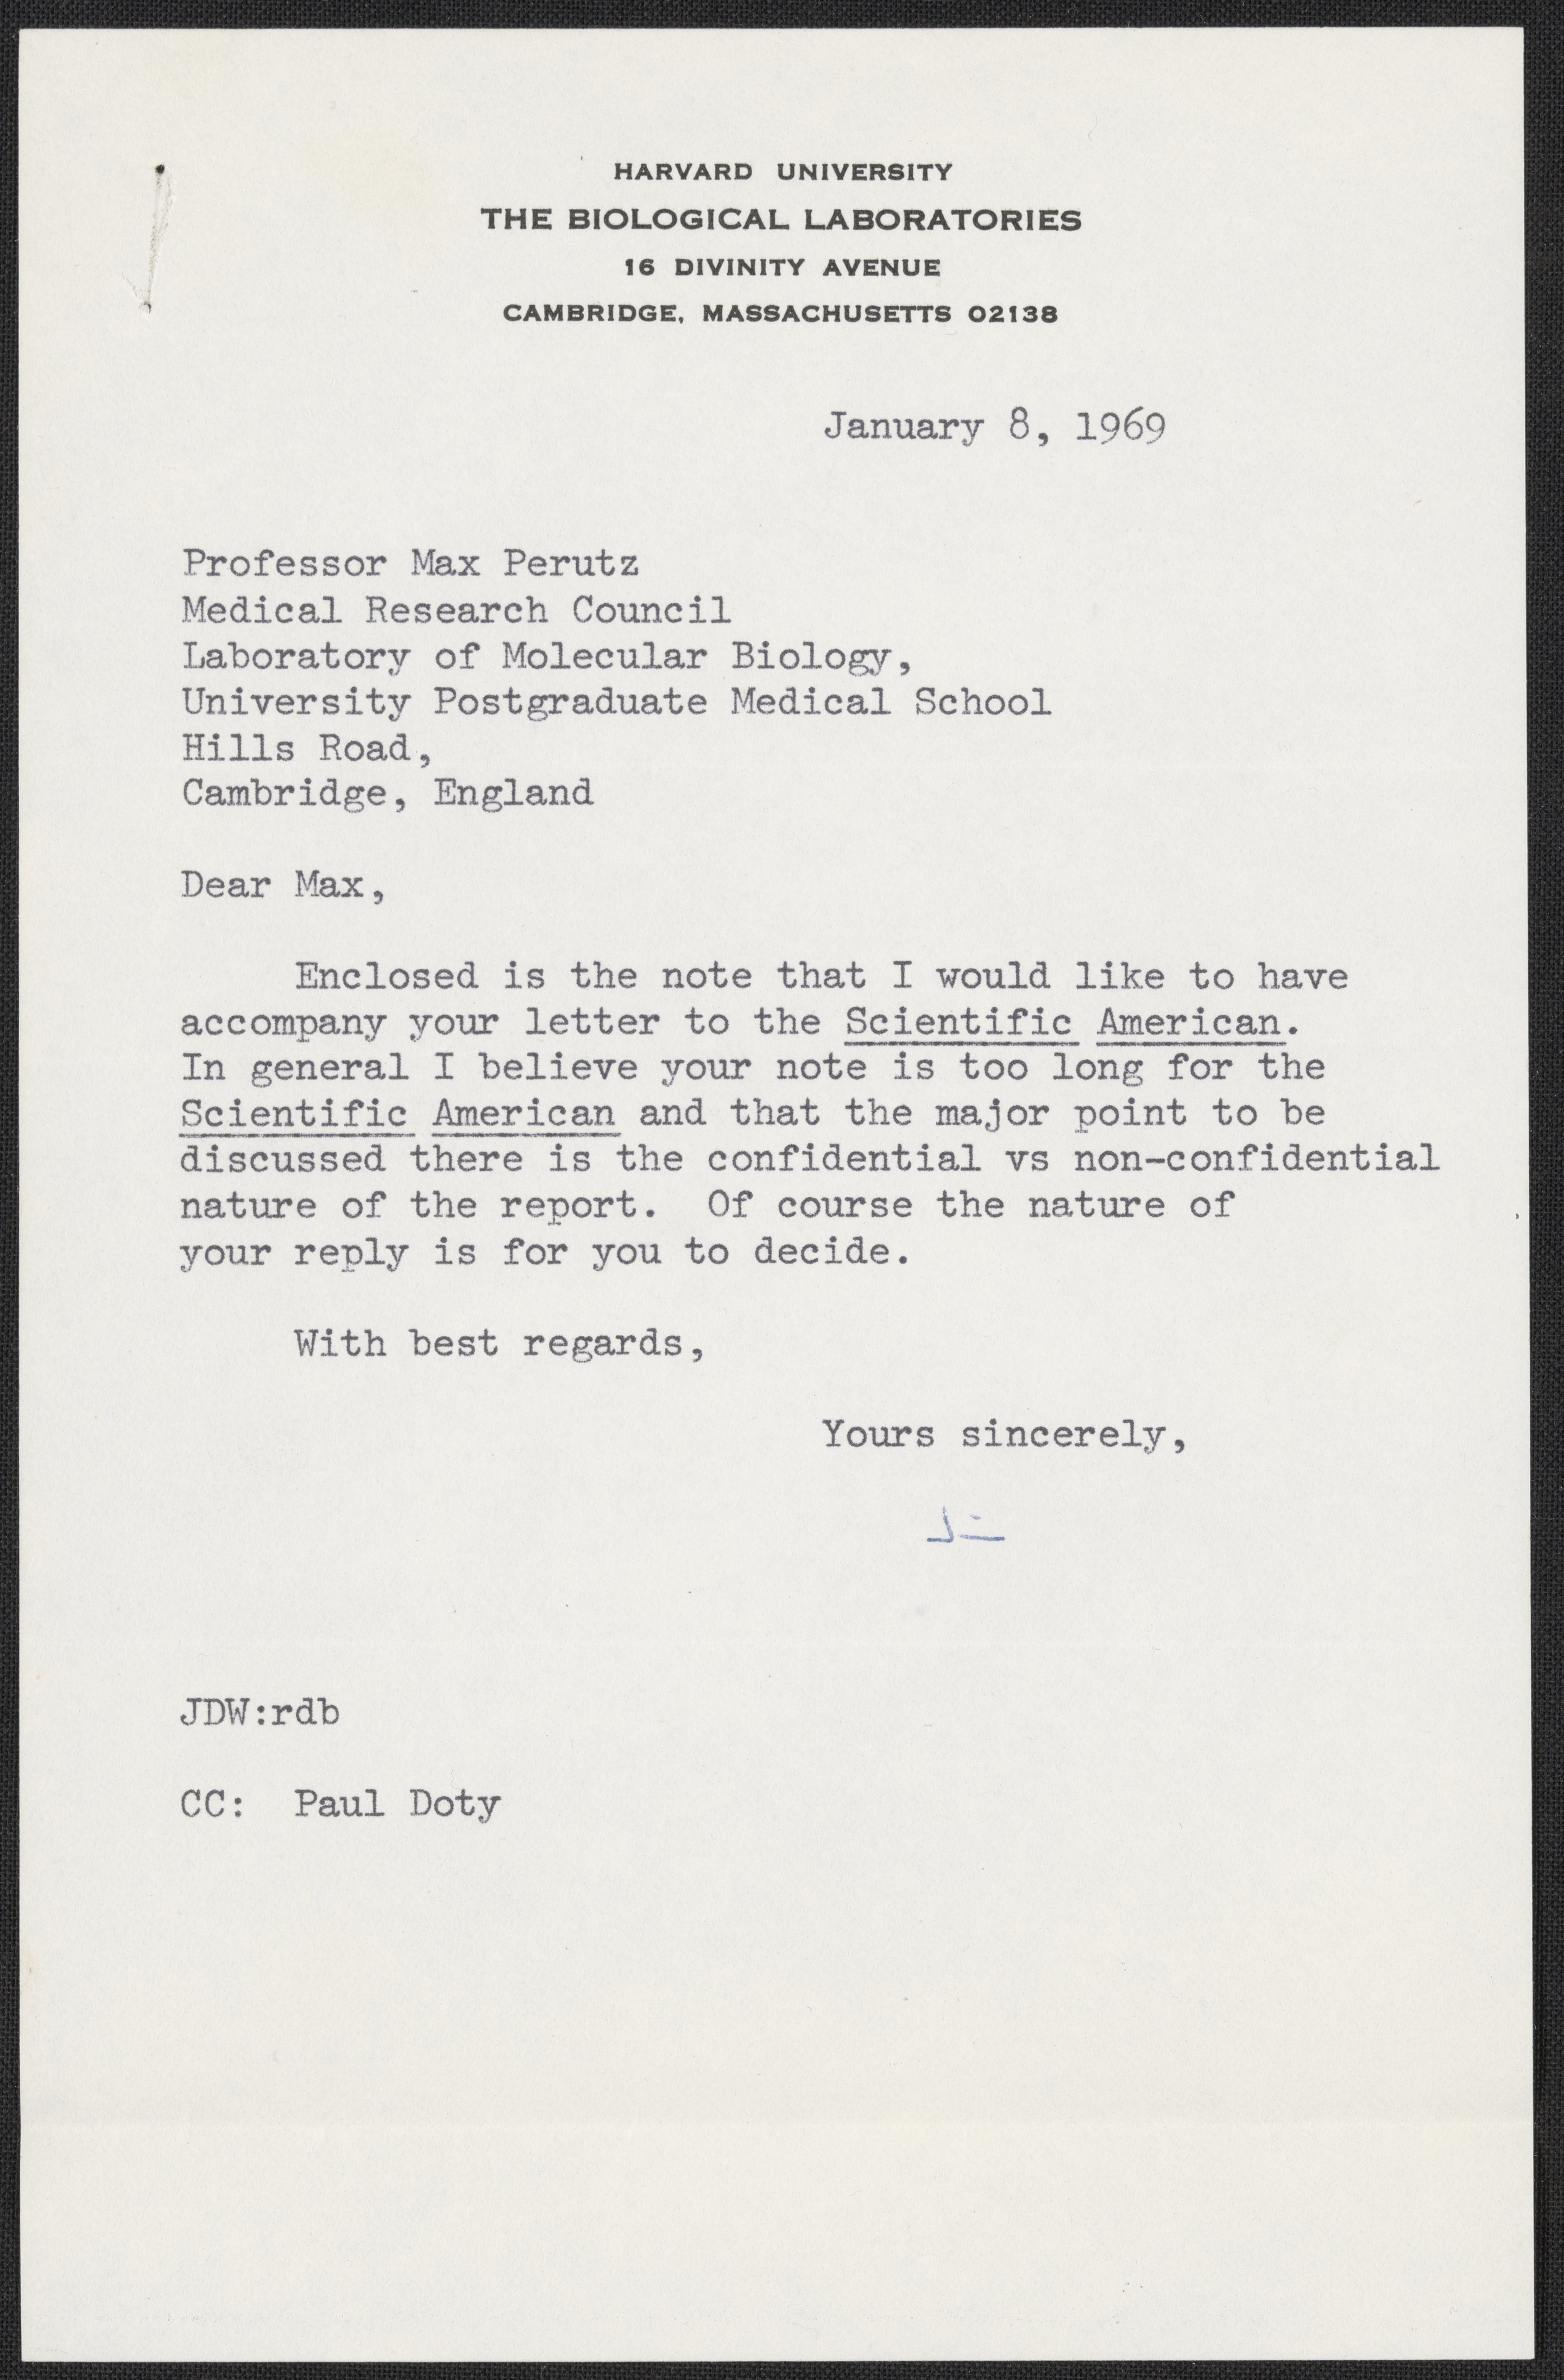 HARVARD UNIVERSITY
THE BIOLOGICAL LABORATORIES
16 DIVINITY AVENUE
CAMBRIDGE, MASSACHUSETTS 02138
January 8, 1969
Professor Max Perutz
Medical Research Council
Laboratory of Molecular Biology,
University Postgraduate Medical School
Hills Road,
Cambridge, England
Dear Max,
Enclosed is the note that I would like to have
accompany your letter to the Scientific American.
In general I believe your note is too long for the
Scientific American and that the major point to be
discussed there is the confidential vs non-confidential
nature of the report. Of course the nature of
your reply is for you to decide.
With best regards,
Yours sincerely,
Jim
JDW:rdb
CC: Paul Doty